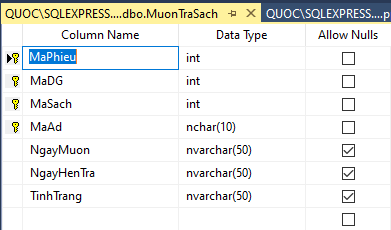 QUOC\SQLEXPRESS....dbo.MuonTraSach QUOC\SQLEXPRESS....p
Column Name Data Type Allow Nulls
MaPhieu int
MaDG int
MaSach int
MaAd nchar(10)
NgayMuon nvarchar(50)
NgayHenTra nvarchar(50)
TinhTrang nvarchar(50)